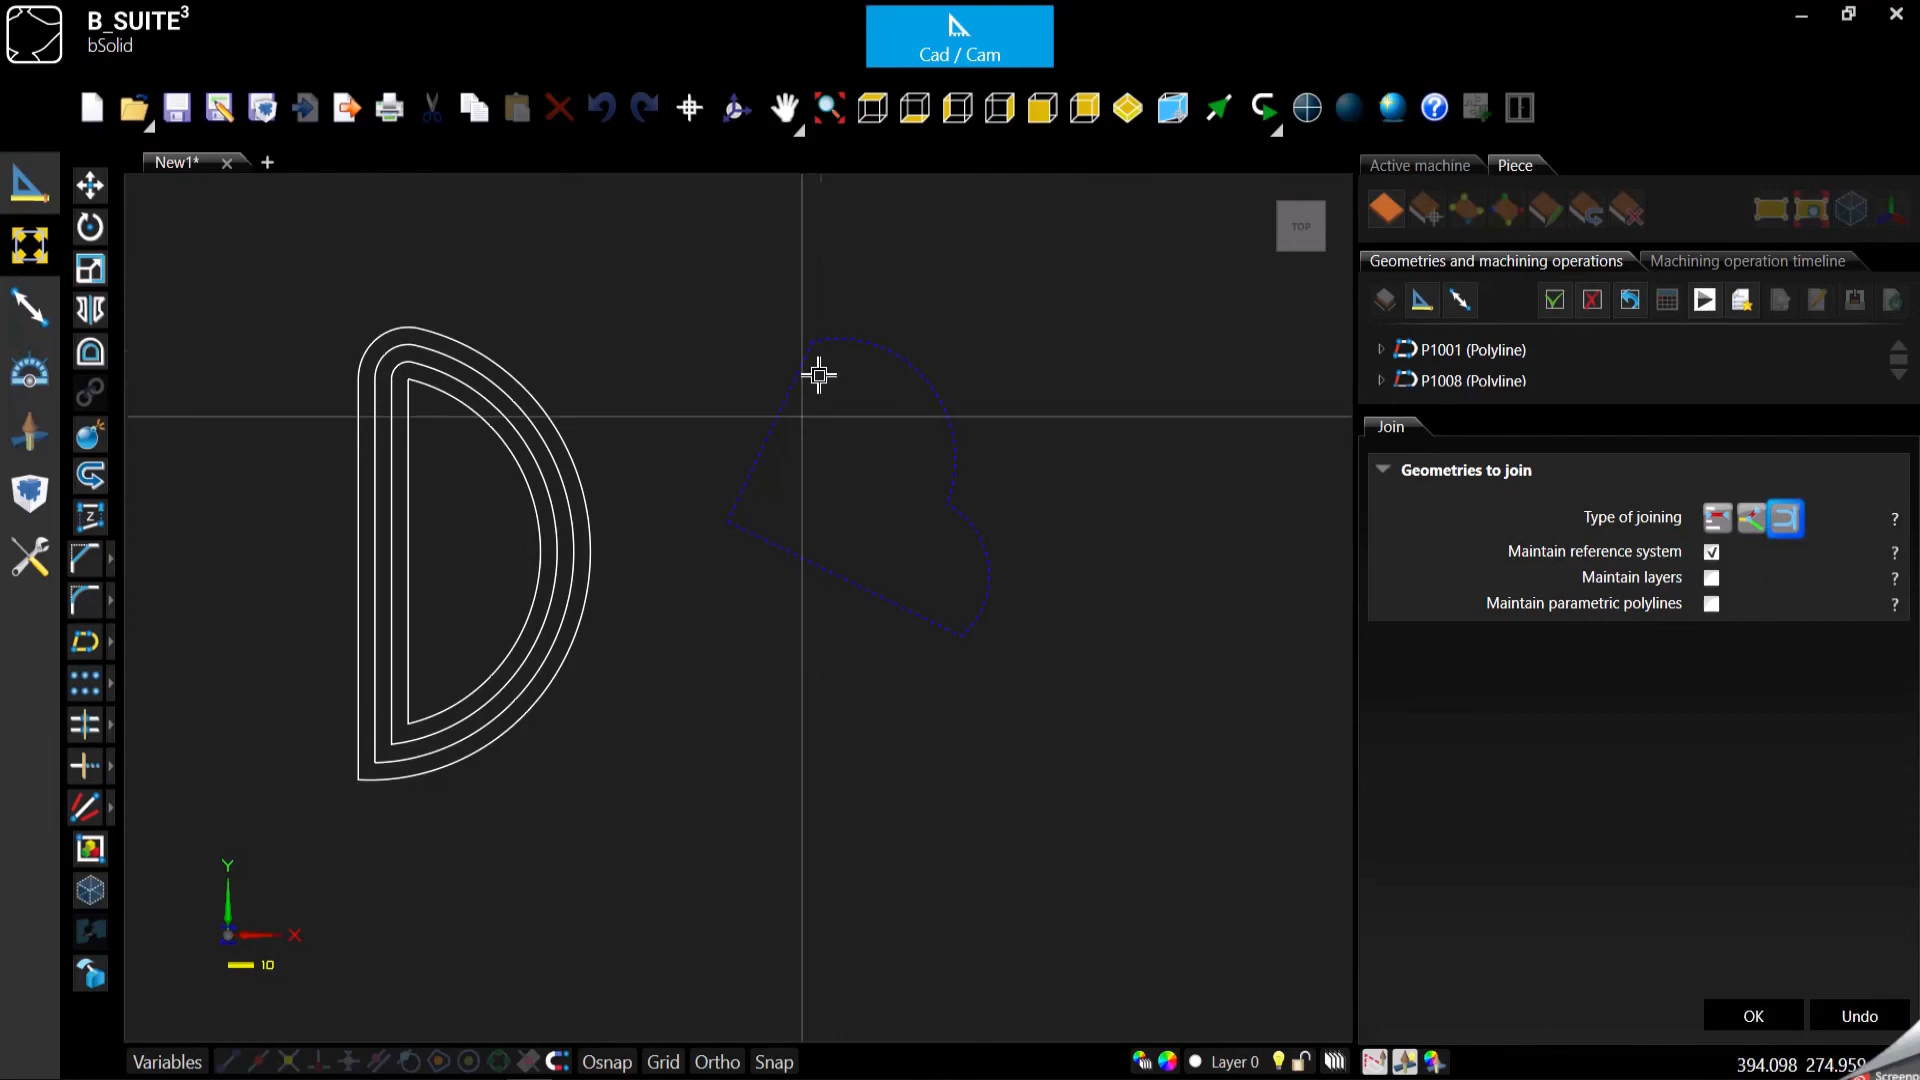 B_SUITE³
bSolid
Cad / Cam
New1*
TOP
Active machine
Piece
Geometries and machining operations
Machining operation timeline
P1001 (Polyline)
P1008 (Polyline)
Join
Geometries to join
Type of joining
?
Maintain reference system
?
Maintain layers
?
Maintain parametric polylines
?
Y
X
10
OK
Undo
Variables
Osnap
Grid
Ortho
Snap
Layer 0
394.098 274.959